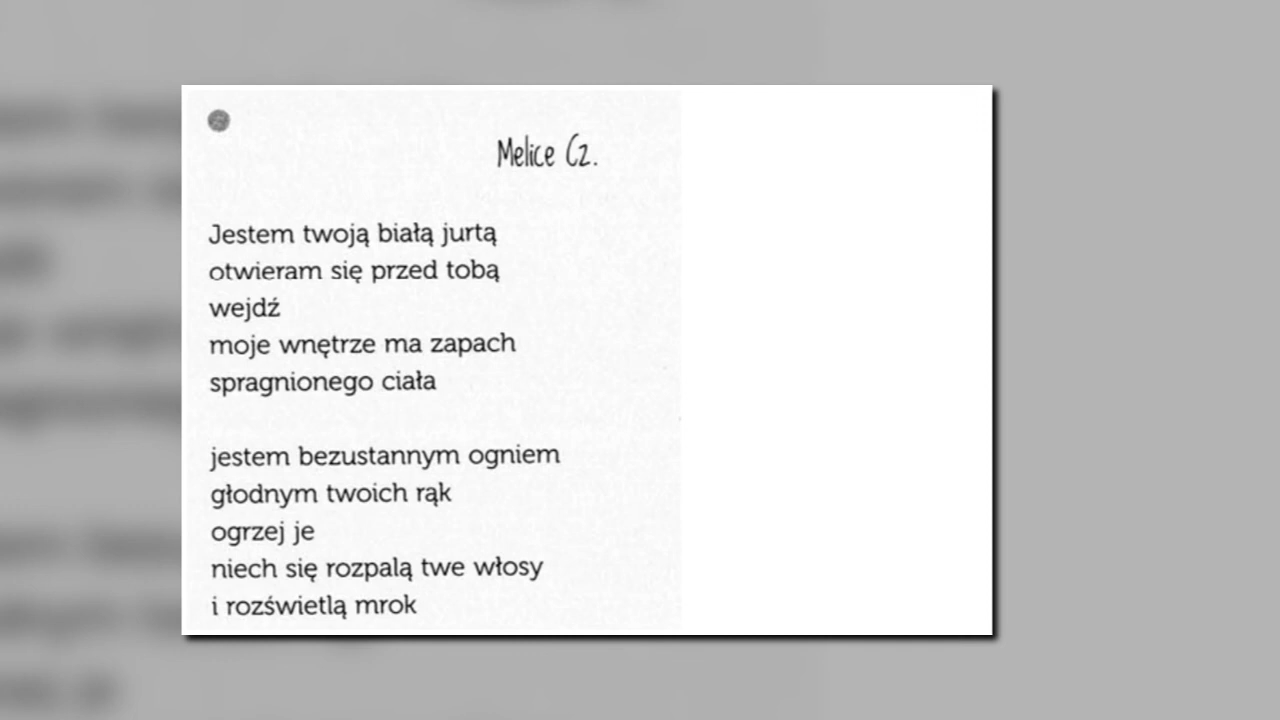 Melice Cz.
Jestem twoją białą jurtą
otwieram się przed tobą
wejdź
moje wnętrze ma zapach
spragnionego ciała
jestem bezustannym ogniem
głodnym twoich rąk
ogrzej je
niech się rozpalą twe włosy
i rozświetlą mrok